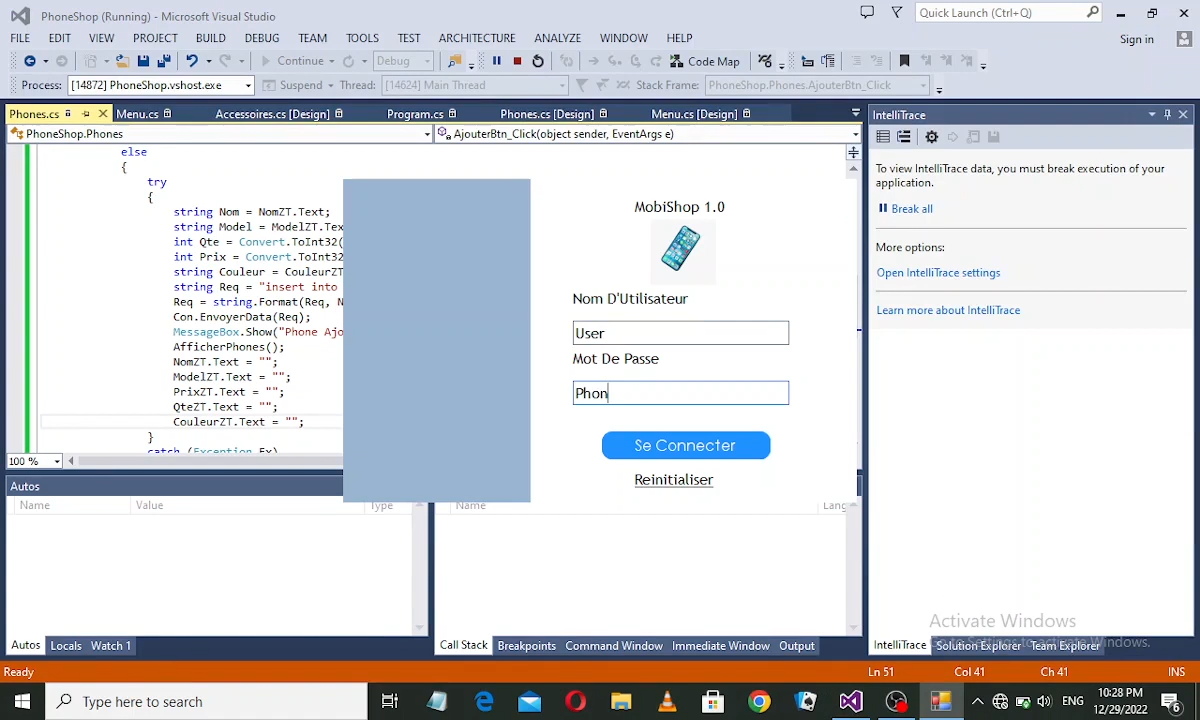 PhoneShop (Running) - Microsoft Visual Studio
Quick Launch (Ctrl+Q)
FILE EDIT VIEW PROJECT BUILD DEBUG TEAM TOOLS TEST ARCHITECTURE ANALYZE WINDOW HELP
Sign in
Continue Debug Code Map
Process: [14872] PhoneShop.vshost.exe Suspend Thread: [14624] Main Thread Stack Frame: PhoneShop.Phones.AjouterBtn_Click
Phones.cs Menu.cs Accessoires.cs [Design] Program.cs Phones.cs [Design] Menu.cs [Design]
PhoneShop.Phones AjouterBtn_Click(object sender, EventArgs e)
else
{
try
{
string Nom = NomZT.Text;
string Model = ModelZT.Tex
int Qte = Convert.ToInt32(
int Prix = Convert.ToInt32
string Couleur = CouleurZT
string Req = "insert into
Req = string.Format(Req, N
Con.EnvoyerData(Req);
MessageBox.Show("Phone Ajo
AfficherPhones();
NomZT.Text = "";
ModelZT.Text = "";
PrixZT.Text = "";
QteZT.Text = "";
CouleurZT.Text = "";
}
catch (Exception Ex)
100 %
MobiShop 1.0
Nom D'Utilisateur
User
Mot De Passe
Phon
Se Connecter
Reinitialiser
IntelliTrace
To view IntelliTrace data, you must break execution of your
application.
Break all
More options:
Open IntelliTrace settings
Learn more about IntelliTrace
Autos
Name Value Type
Name Lang
Autos Locals Watch 1
Call Stack Breakpoints Command Window Immediate Window Output
IntelliTrace Solution Explorer Team Explorer
Activate Windows
Go to Settings to activate Windows.
Ready Ln 51 Col 41 Ch 41 INS
Type here to search
ENG
10:28 PM
12/29/2022
6